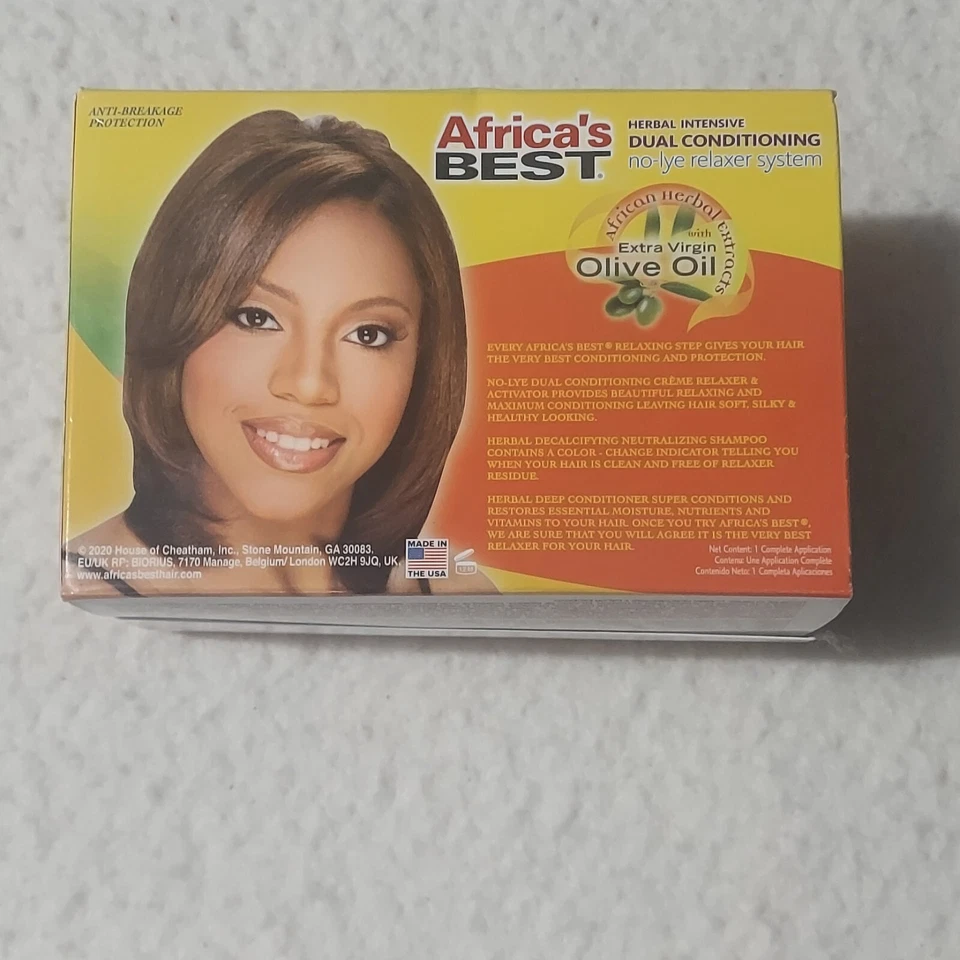 ANTI-BREAKAGE
PROTECTION
Africa's
BEST®
HERBAL INTENSIVE
DUAL CONDITIONING
no-lye relaxer system
African Herbal Extracts
with
Extra Virgin
Olive Oil
EVERY AFRICA'S BEST® RELAXING STEP GIVES YOUR HAIR
THE VERY BEST CONDITIONING AND PROTECTION.
NO-LYE DUAL CONDITIONING CRÈME RELAXER &
ACTIVATOR PROVIDES BEAUTIFUL RELAXING AND
MAXIMUM CONDITIONING LEAVING HAIR SOFT, SILKY &
HEALTHY LOOKING.
HERBAL DECALCIFYING NEUTRALIZING SHAMPOO
CONTAINS A COLOR - CHANGE INDICATOR TELLING YOU
WHEN YOUR HAIR IS CLEAN AND FREE OF RELAXER
RESIDUE.
HERBAL DEEP CONDITIONER SUPER CONDITIONS AND
RESTORES ESSENTIAL MOISTURE, NUTRIENTS AND
VITAMINS TO YOUR HAIR. ONCE YOU TRY AFRICA'S BEST®,
WE ARE SURE THAT YOU WILL AGREE IT IS THE VERY BEST
RELAXER FOR YOUR HAIR.
Net Content: 1 Complete Application
Contenu: Une Application Complète
Contenido Neto: 1 Completa Aplicaciones
© 2020 House of Cheatham, Inc., Stone Mountain, GA 30083.
EU/UK RP: BIORIUS, 7170 Manage, Belgium/ London WC2H 9JQ, UK.
www.africasbesthair.com
MADE IN
THE USA